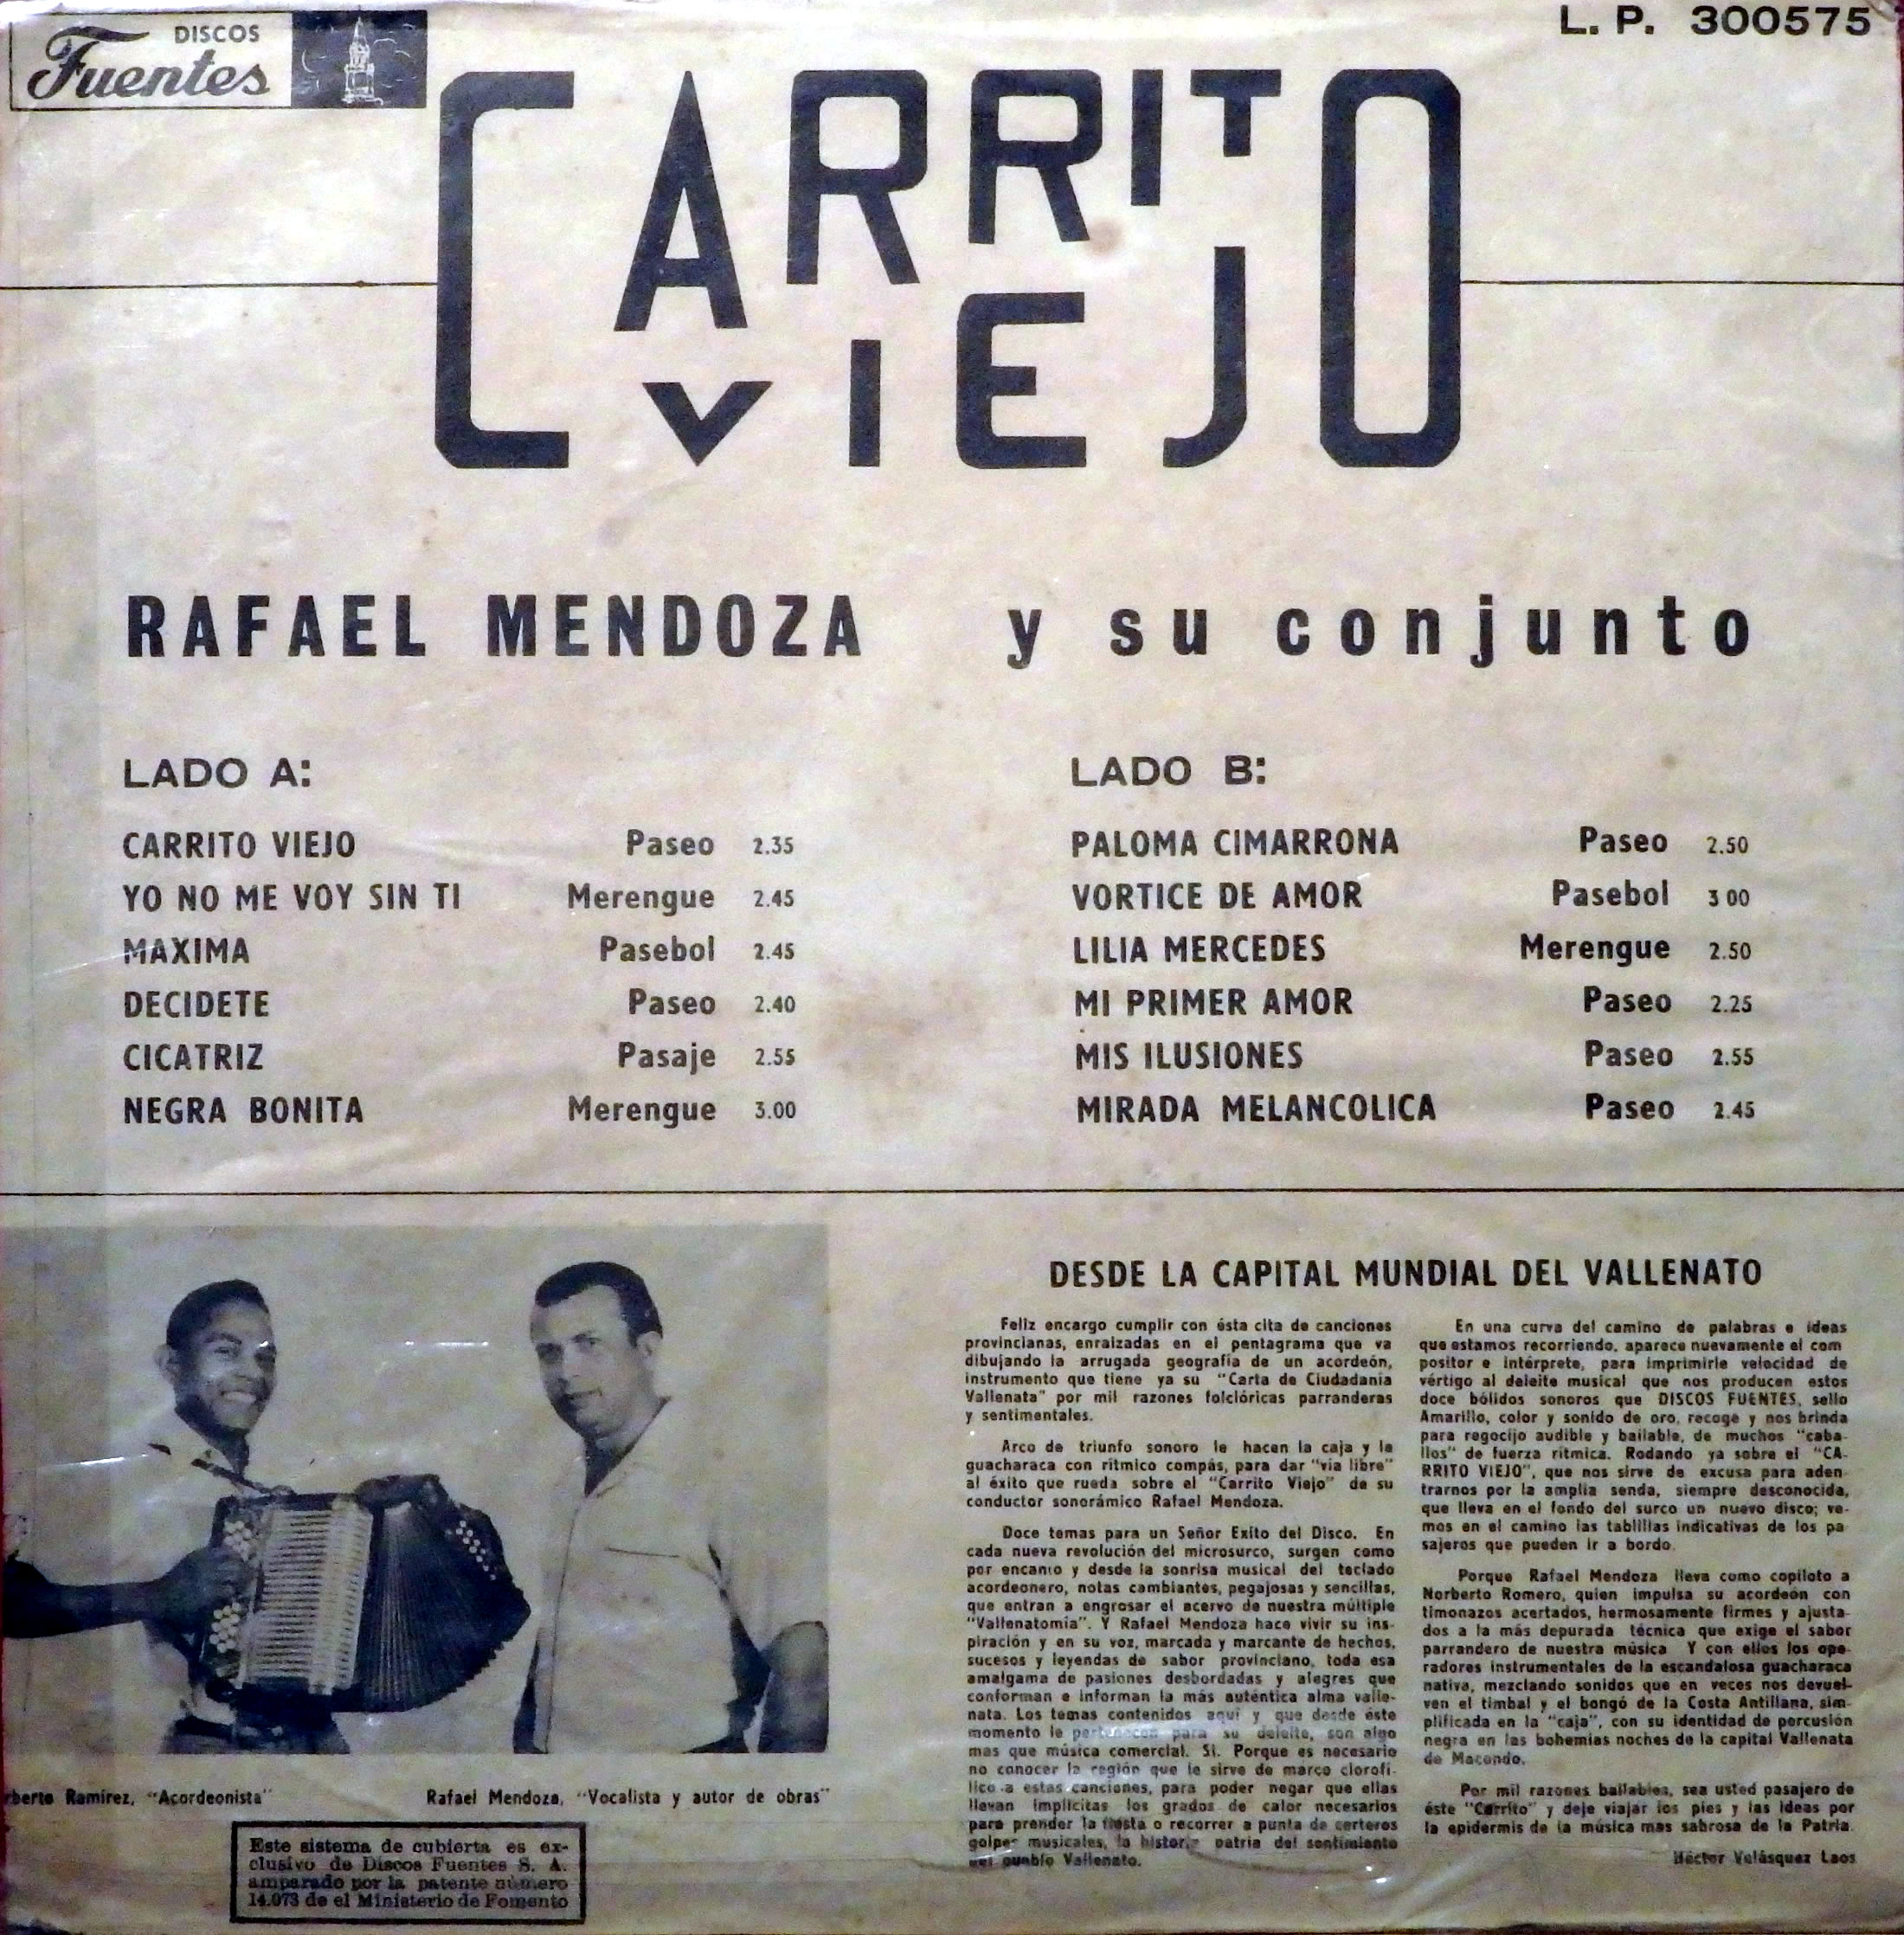 DISCOS
Fuentes
L. P. 300575
CARRITO
VIEJO
RAFAEL MENDOZA y su conjunto
LADO A:
CARRITO VIEJO Paseo 2.35
YO NO ME VOY SIN TI Merengue 2.45
MAXIMA Pasebol 2.45
DECIDETE Paseo 2.40
CICATRIZ Pasaje 2.55
NEGRA BONITA Merengue 3.00
LADO B:
PALOMA CIMARRONA Paseo 2.50
VORTICE DE AMOR Pasebol 3 00
LILIA MERCEDES Merengue 2.50
MI PRIMER AMOR Paseo 2.25
MIS ILUSIONES Paseo 2.55
MIRADA MELANCOLICA Paseo 2.45
Ramírez, "Acordeonista"
Rafael Mendoza, "Vocalista y autor de obras"
Este sistema de cubierta es ex-
clusivo de Discos Fuentes S. A.
amparado por la patente número
14.073 de el Ministerio de Fomento
DESDE LA CAPITAL MUNDIAL DEL VALLENATO
Feliz encargo cumplir con ésta cita de canciones
provincianas, enraizadas en el pentagrama que va
dibujando la arrugada geografía de un acordeón,
instrumento que tiene ya su "Carta de Ciudadanía
Vallenata" por mil razones folclóricas parranderas
y sentimentales.
Arco de triunfo sonoro le hacen la caja y la
guacharaca con rítmico compás, para dar "vía libre"
al éxito que rueda sobre el "Carrito Viejo" de su
conductor sonorámico Rafael Mendoza.
Doce temas para un Señor Exito del Disco. En
cada nueva revolución del microsurco, surgen como
por encanto y desde la sonrisa musical del teclado
acordeonero, notas cambiantes, pegajosas y sencillas,
que entran a engrosar el acervo de nuestra múltiple
"Vallenatomía". Y Rafael Mendoza hace vivir su ins-
piración y en su voz, marcada y marcante de hechos,
sucesos y leyendas de sabor provinciano, toda esa
amalgama de pasiones desbordadas y alegres que
conforman e informan la más auténtica alma valle-
nata. Los temas contenidos aquí y que desde éste
momento le pertenecen para su deleite, son algo
mas que música comercial. Sí. Porque es necesario
no conocer la región que le sirve de marco clorofí-
lico a estas canciones, para poder negar que ellas
llevan implícitas los grados de calor necesarios
para prender la fiesta o recorrer a punta de certeros
golpes musicales, la historia patria del sentimiento
del pueblo Vallenato.
En una curva del camino de palabras e ideas
que estamos recorriendo, aparece nuevamente el com
positor e intérprete, para imprimirle velocidad de
vértigo al deleite musical que nos producen estos
doce bólidos sonoros que DISCOS FUENTES, sello
Amarillo, color y sonido de oro, recoge y nos brinda
para regocijo audible y bailable, de muchos "caba-
llos" de fuerza rítmica. Rodando ya sobre el "CA-
RRITO VIEJO", que nos sirve de excusa para aden-
trarnos por la amplia senda, siempre desconocida,
que lleva en el fondo del surco un nuevo disco; ve-
mos en el camino las tablillas indicativas de los pa
sajeros que pueden ir a bordo.
Porque Rafael Mendoza lleva como copiloto a
Norberto Romero, quien impulsa su acordeón con
timonazos acertados, hermosamente firmes y ajusta-
dos a la más depurada técnica que exige el sabor
parrandero de nuestra música Y con ellos los ope-
radores instrumentales de la escandalosa guacharaca
nativa, mezclando sonidos que en veces nos devuel-
ven el timbal y el bongó de la Costa Antillana, sim-
plificada en la "caja", con su identidad de percusión
negra en las bohemias noches de la capital Vallenata
de Macondo.
Por mil razones bailables, sea usted pasajero de
éste "Carrito" y deje viajar los pies y las ideas por
la epidermis de la música mas sabrosa de la Patria.
Héctor Velásquez Laos